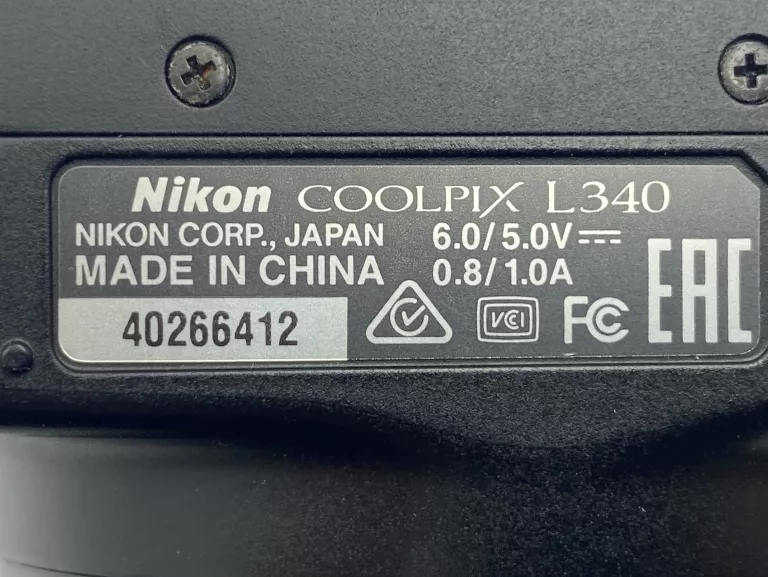 Nikon COOLPIX L340
NIKON CORP., JAPAN 6.0/5.0V⎓
MADE IN CHINA 0.8/1.0A
40266412 VCI FC EAC